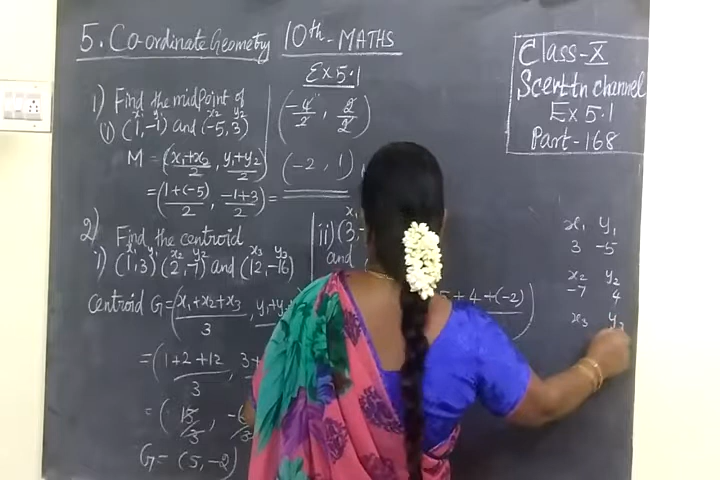 5. Co-ordinate Geometry 10th - MATHS
Ex 5.1
1) Find the midpoint of
x₁ y₁ x₂ y₂
(i) (1,-1) and (-5,3)
M = (x₁+x₂/2, y₁+y₂/2)
= (1+(-5)/2, -1+3/2) =
(-4/2, 2/2)
(-2, 1)
2) Find the centroid
x₁ y₁ x₂ y₂ x₃ y₃
i) (1,3) (2,-1) and (12,-16)
centroid G = (x₁+x₂+x₃/3, y₁+y₂
= (1+2+12/3, 3+
= (15/3, -
G = (5, -2)
x₁
ii) (3,-
and (
+ 4 + (-2))
Class - X
Scerttn channel
Ex 5.1
Part - 168
x₁ y₁
3 -5
x₂ y₂
-7 4
x₃ y₃